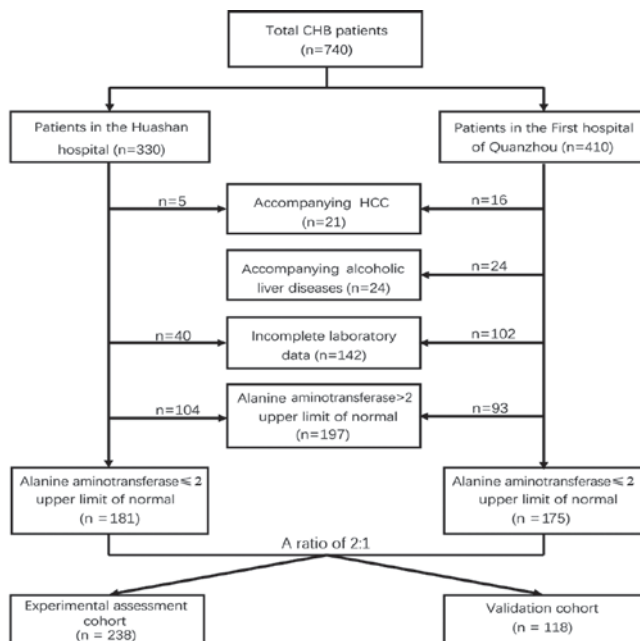 Total CHB patients
(n=740)
Patients in the Huashan
hospital (n=330)
Patients in the First hospital
of Quanzhou (n=410)
n=5
Accompanying HCC
(n=21)
n=16
Accompanying alcoholic
liver diseases (n=24)
n=24
n=40
Incomplete laboratory
data (n=142)
n=102
n=104
Alanine aminotransferase>2
upper limit of normal
(n=197)
n=93
Alanine aminotransferase≤2
upper limit of normal
(n = 181)
Alanine aminotransferase≤2
upper limit of normal
(n = 175)
A ratio of 2:1
Experimental assessment
cohort
(n = 238)
Validation cohort
(n = 118)